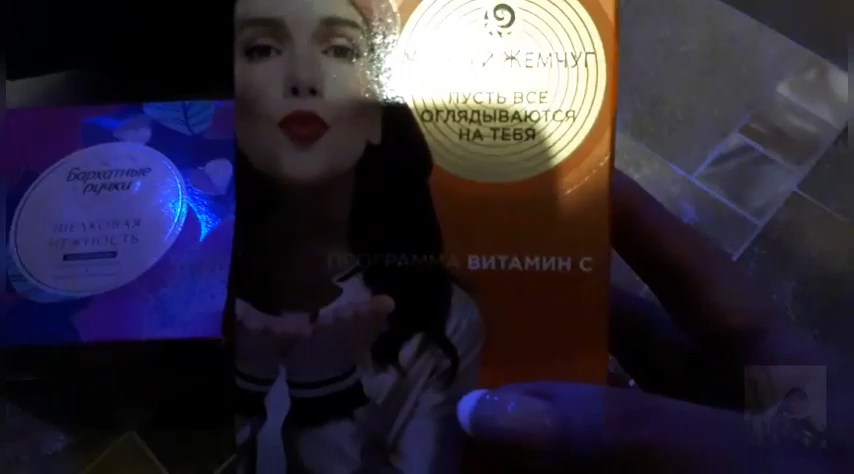 Бархатные
ручки
ШЕЛКОВАЯ
НЕЖНОСТЬ
ЖЕМЧУГ
ПУСТЬ ВСЕ
ОГЛЯДЫВАЮТСЯ
НА ТЕБЯ
ПРОГРАММА ВИТАМИН С